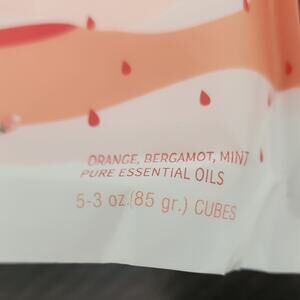 ORANGE, BERGAMOT, MINT
PURE ESSENTIAL OILS
5-3 oz.(85 gr.) CUBES